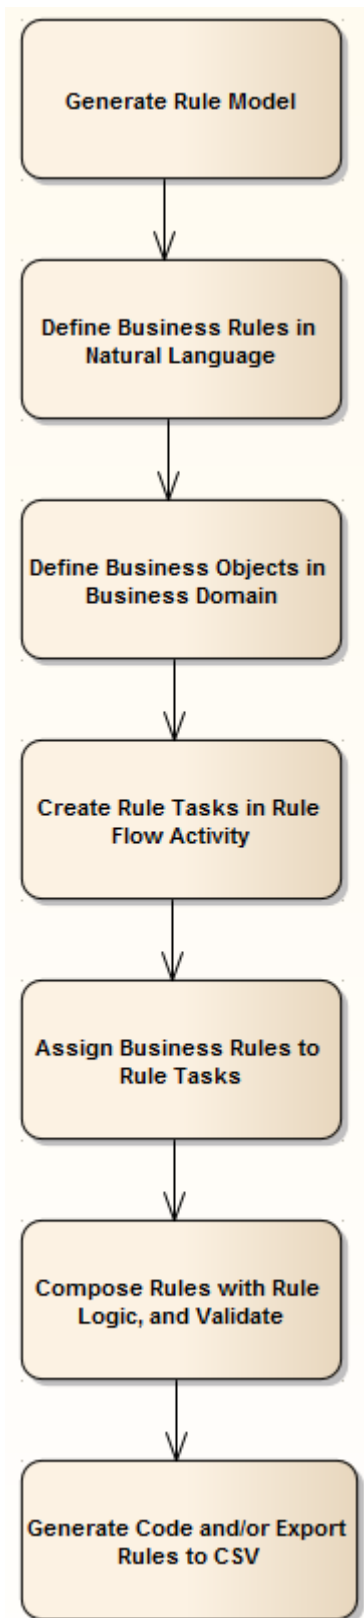 Generate Rule Model
Define Business Rules in
Natural Language
Define Business Objects in
Business Domain
Create Rule Tasks in Rule
Flow Activity
Assign Business Rules to
Rule Tasks
Compose Rules with Rule
Logic, and Validate
Generate Code and/or Export
Rules to CSV